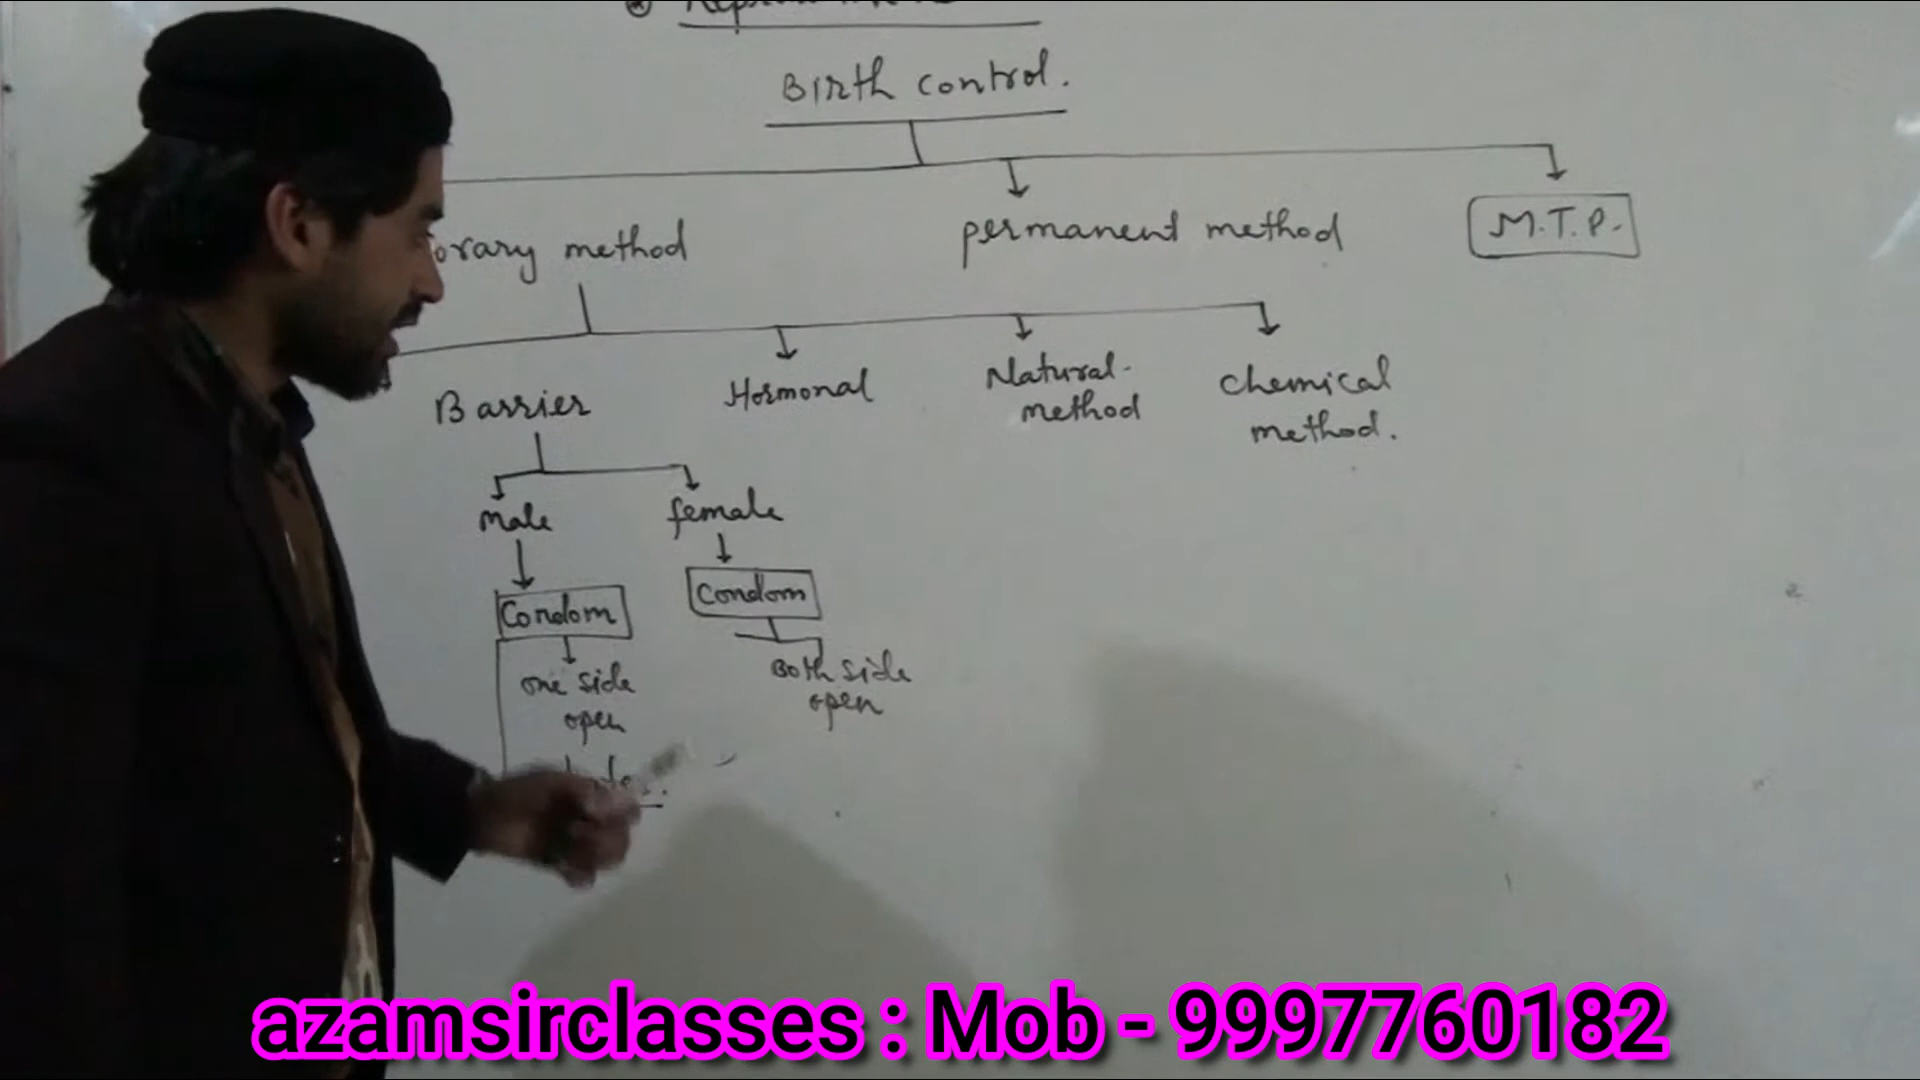 Birth control.
orary method
permanent method
M.T.P.
Barrier
Hormonal
Natural-
method
chemical
method.
male
female
Condom
Condom
one side
open
Both side
open
azamsirclasses : Mob - 9997760182